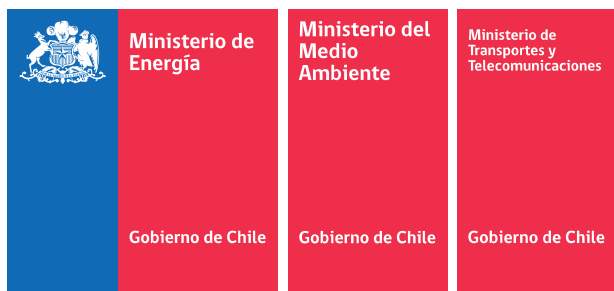 Ministerio de
Energía
Gobierno de Chile
Ministerio del
Medio
Ambiente
Gobierno de Chile
Ministerio de
Transportes y
Telecomunicaciones
Gobierno de Chile